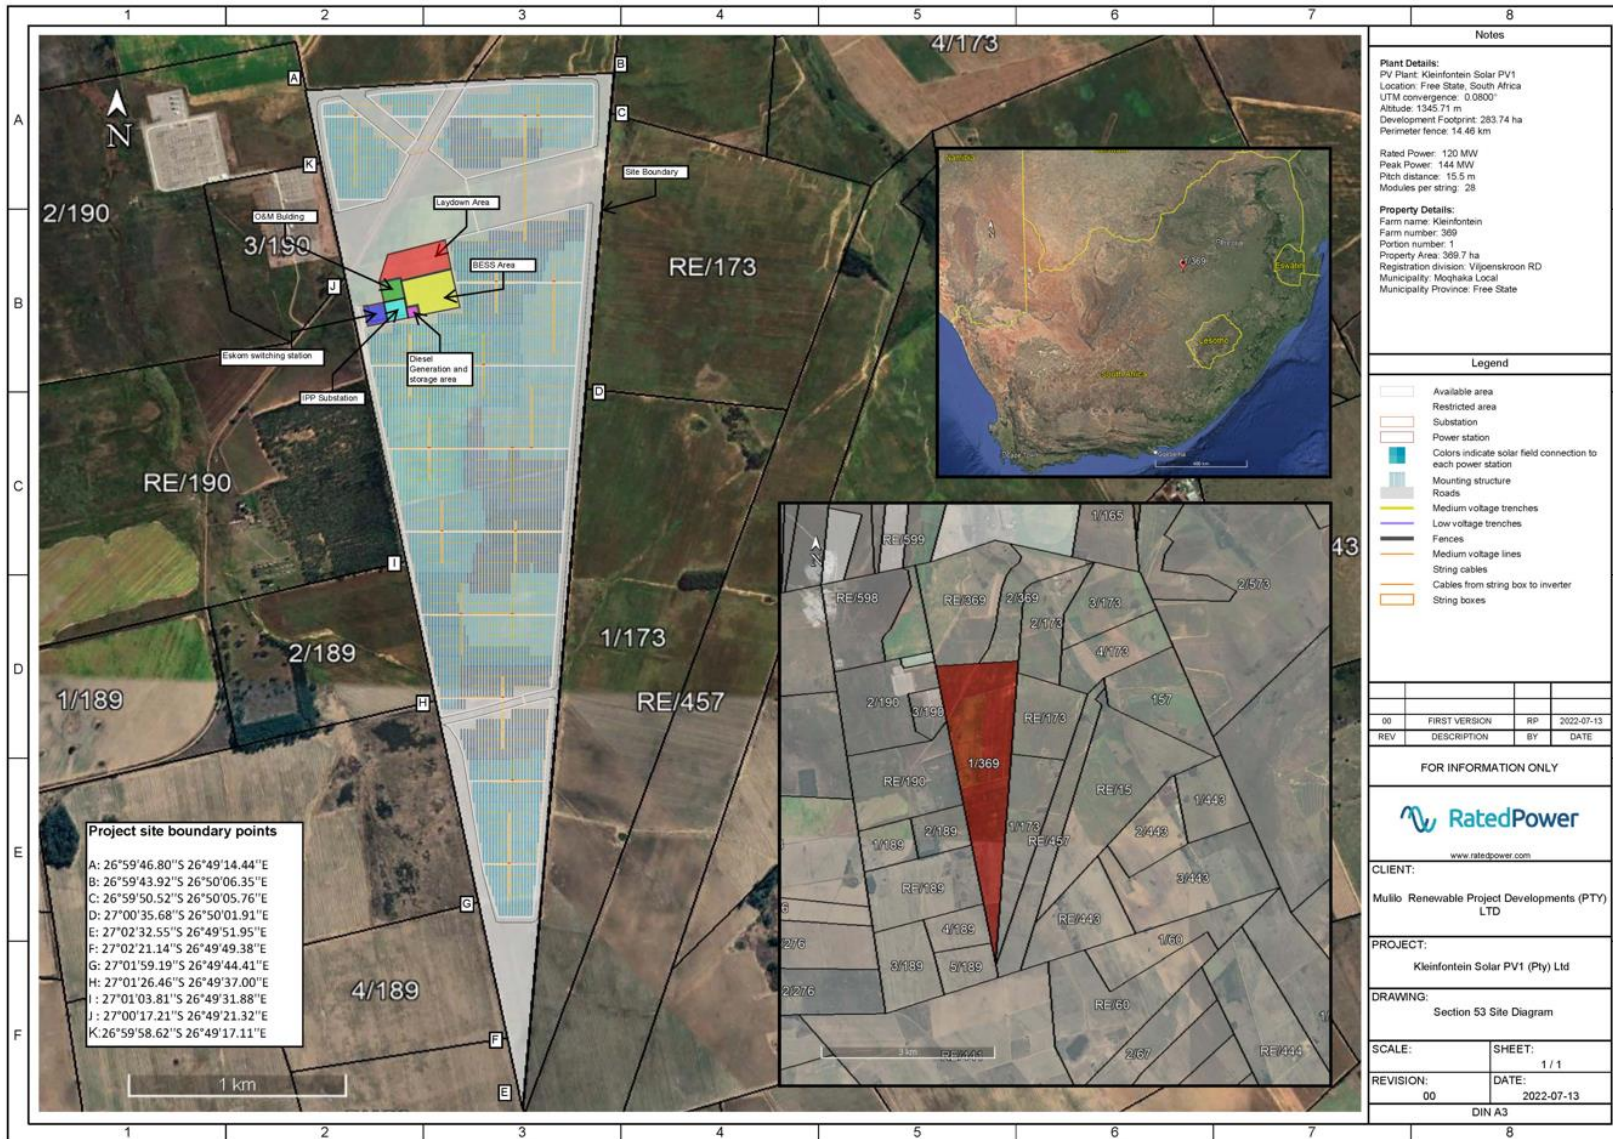 1 2 3 4 5 6 7 8
A
B
C
D
E
F
4/173
A
B
C
K
N
Site Boundary
2/190
3/190
O&M Bulding
Laydown Area
BESS Area
RE/173
J
Eskom switching station
Diesel
Generation and
storage area
IPP Substation
D
RE/190
I
2/189
1/173
1/189
H
RE/457
G
4/189
F
E
43
Project site boundary points
A: 26°59'46.80''S 26°49'14.44''E
B: 26°59'43.92''S 26°50'06.35''E
C: 26°59'50.52''S 26°50'05.76''E
D: 27°00'35.68''S 26°50'01.91''E
E: 27°02'32.55''S 26°49'51.95''E
F: 27°02'21.14''S 26°49'49.38''E
G: 27°01'59.19''S 26°49'44.41''E
H: 27°01'26.46''S 26°49'37.00''E
I : 27°01'03.81''S 26°49'31.88''E
J : 27°00'17.21''S 26°49'21.32''E
K:26°59'58.62''S 26°49'17.11''E
1 km
Namibia
N
1/369
Eswatini
Lesotho
South Africa
N
RE/599
1/165
RE/598
RE/369
2/369
3/173
2/573
2/173
4/173
2/190
3/190
RE/173
157
1/369
RE/190
RE/15
1/443
1/189
2/189
1/173
RE/457
2/443
RE/189
3/443
4/189
RE/443
1/60
3/189
5/189
2/276
RE/60
3 km
RE/441
2/67
RE/444
1 2 3 4 5 6 7 8
Notes
Plant Details:
PV Plant: Kleinfontein Solar PV1
Location: Free State, South Africa
UTM convergence: 0.0800°
Altitude: 1345.71 m
Development Footprint: 283.74 ha
Perimeter fence: 14.46 km
Rated Power: 120 MW
Peak Power: 144 MW
Pitch distance: 15.5 m
Modules per string: 28
Property Details:
Farm name: Kleinfontein
Farm number: 369
Portion number: 1
Property Area: 369.7 ha
Registration division: Viljoenskroon RD
Municipality: Moqhaka Local
Municipality Province: Free State
Legend
Available area
Restricted area
Substation
Power station
Colors indicate solar field connection to
each power station
Mounting structure
Roads
Medium voltage trenches
Low voltage trenches
Fences
Medium voltage lines
String cables
Cables from string box to inverter
String boxes
00 FIRST VERSION RP 2022-07-13
REV DESCRIPTION BY DATE
FOR INFORMATION ONLY
RatedPower
www.ratedpower.com
CLIENT:
Mulilo Renewable Project Developments (PTY)
LTD
PROJECT:
Kleinfontein Solar PV1 (Pty) Ltd
DRAWING:
Section 53 Site Diagram
SCALE:
SHEET:
1 / 1
REVISION:
00
DATE:
2022-07-13
DIN A3